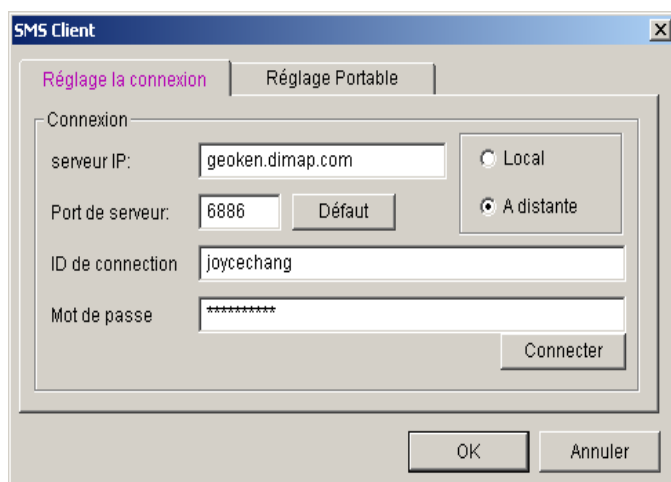 SMS Client
Réglage la connexion
Réglage Portable
Connexion
serveur IP:
geoken.dimap.com
Local
Port de serveur:
6886
Défaut
A distante
ID de connection
joycechang
Mot de passe
**********
Connecter
OK
Annuler